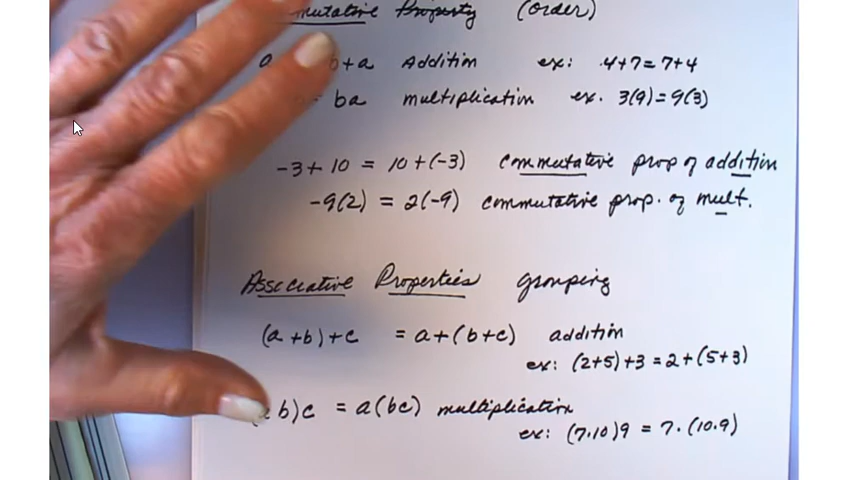 mutative Property (order)
b+a Addition ex: 4+7=7+4
ba multiplication ex. 3(9)=9(3)
-3+10 = 10+(-3) commutative prop of addition
-9(2) = 2(-9) commutative prop. of mult.
Associative Properties grouping
(a+b)+c = a+(b+c) addition
ex: (2+5)+3=2+(5+3)
b)c = a(bc) multiplication
ex: (7·10)9 = 7·(10·9)